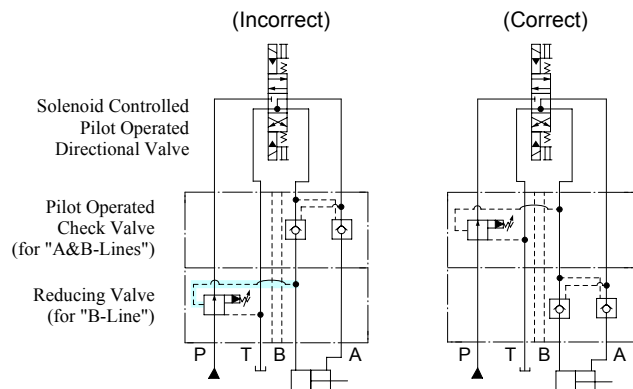 (Incorrect)
(Correct)
Solenoid Controlled
Pilot Operated
Directional Valve
Pilot Operated
Check Valve
(for "A&B-Lines")
Reducing Valve
(for "B-Line")
P T B A
P T B A